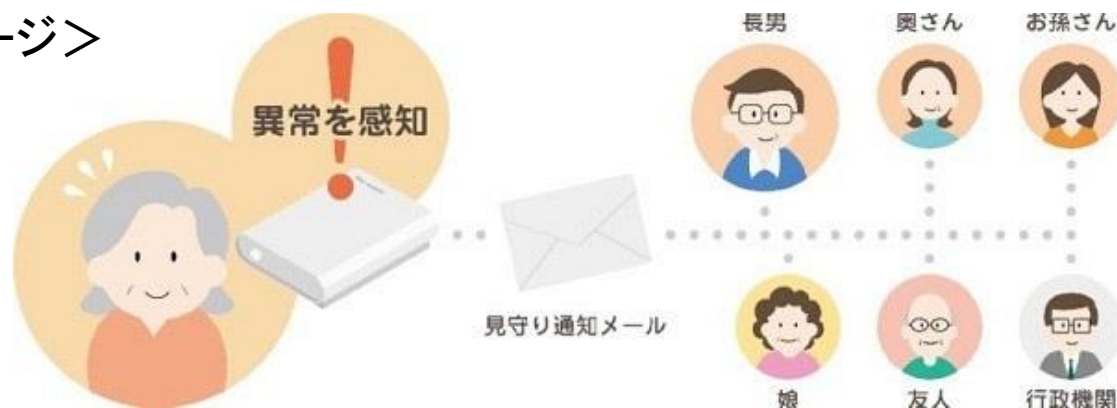 ージ＞
異常を感知
見守り通知メール
長男
奥さん
お孫さん
娘
友人
行政機関